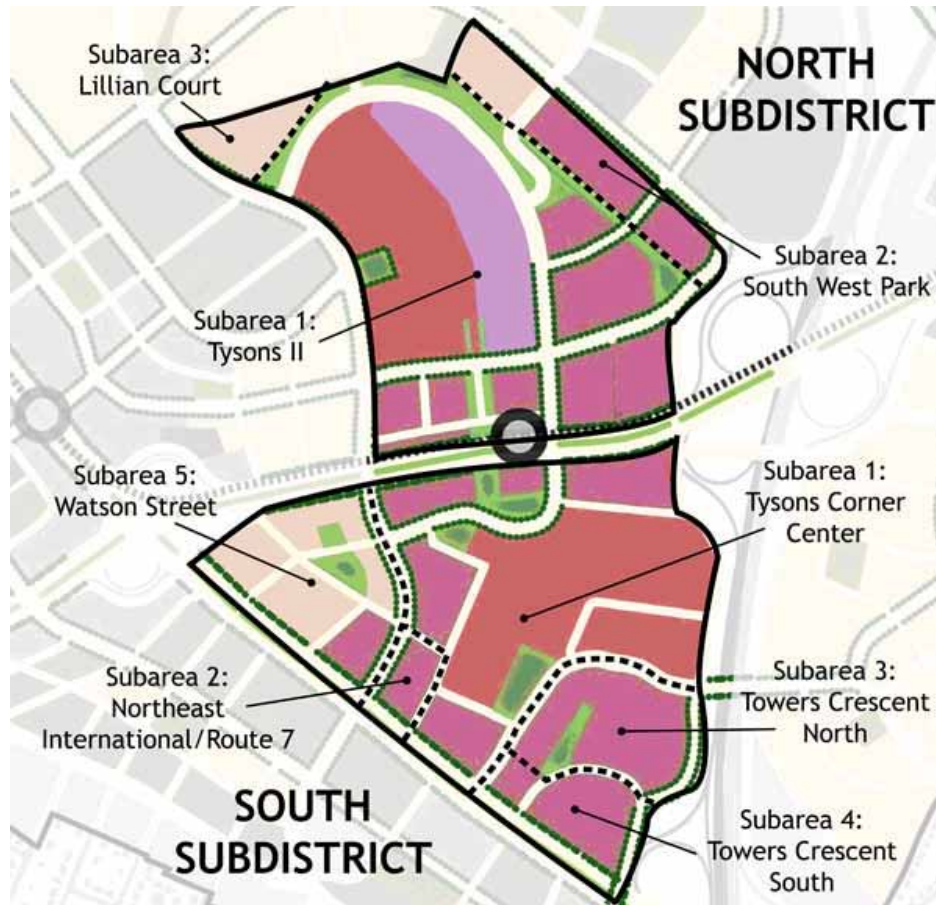 Subarea 3:
Lillian Court
NORTH
SUBDISTRICT
Subarea 2:
South West Park
Subarea 1:
Tysons II
Subarea 5:
Watson Street
Subarea 1:
Tysons Corner
Center
Subarea 2:
Northeast
International/Route 7
Subarea 3:
Towers Crescent
North
SOUTH
SUBDISTRICT
Subarea 4:
Towers Crescent
South